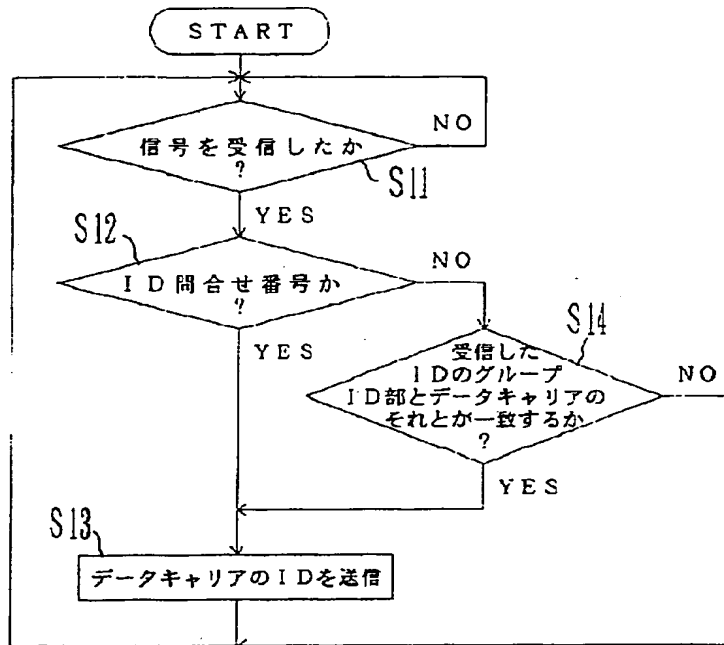 START
信号を受信したか
?
NO
S11
YES
S12
ID問合せ番号か
?
NO
YES
S14
受信した
IDのグループ
ID部とデータキャリアの
それとが一致するか
?
NO
YES
S13
データキャリアのIDを送信